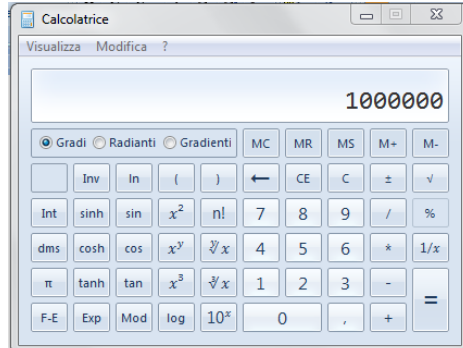 Calcolatrice
Visualizza Modifica ?
1000000
Gradi Radianti Gradienti MC MR MS M+ M-
Inv ln ( ) ← CE C ± √
Int sinh sin x² n! 7 8 9 / %
dms cosh cos xʸ ʸ√x 4 5 6 * 1/x
π tanh tan x³ ³√x 1 2 3 - =
F-E Exp Mod log 10ˣ 0 , +